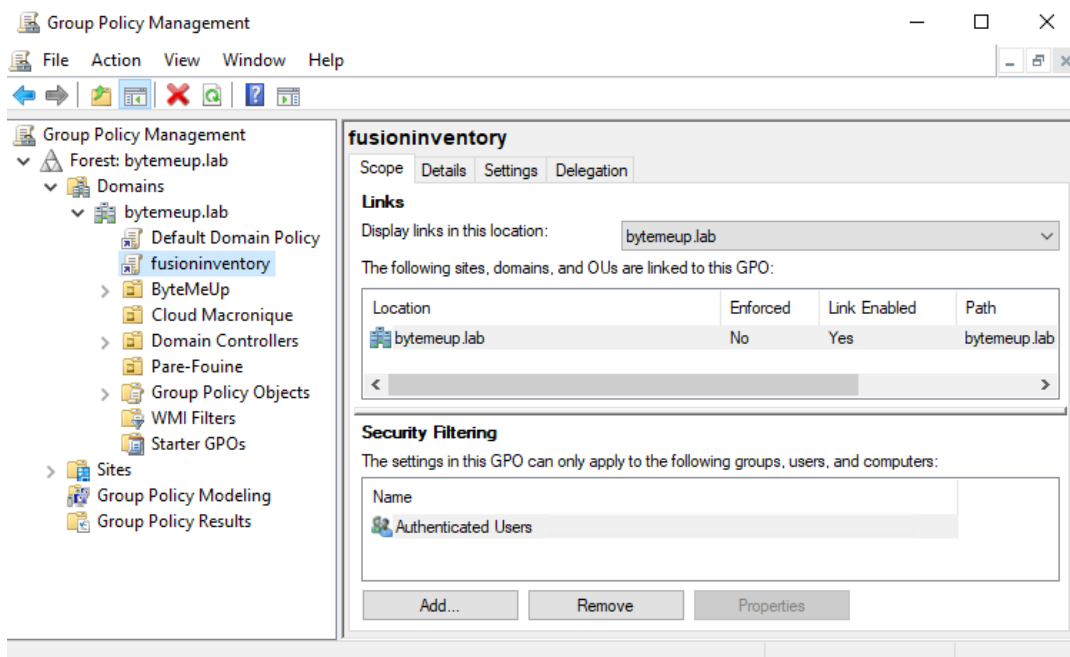 Group Policy Management
File Action View Window Help
Group Policy Management
Forest: bytemeup.lab
Domains
bytemeup.lab
Default Domain Policy
fusioninventory
ByteMeUp
Cloud Macronique
Domain Controllers
Pare-Fouine
Group Policy Objects
WMI Filters
Starter GPOs
Sites
Group Policy Modeling
Group Policy Results
fusioninventory
Scope Details Settings Delegation
Links
Display links in this location: bytemeup.lab
The following sites, domains, and OUs are linked to this GPO:
Location Enforced Link Enabled Path
bytemeup.lab No Yes bytemeup.lab
Security Filtering
The settings in this GPO can only apply to the following groups, users, and computers:
Name
Authenticated Users
Add... Remove Properties